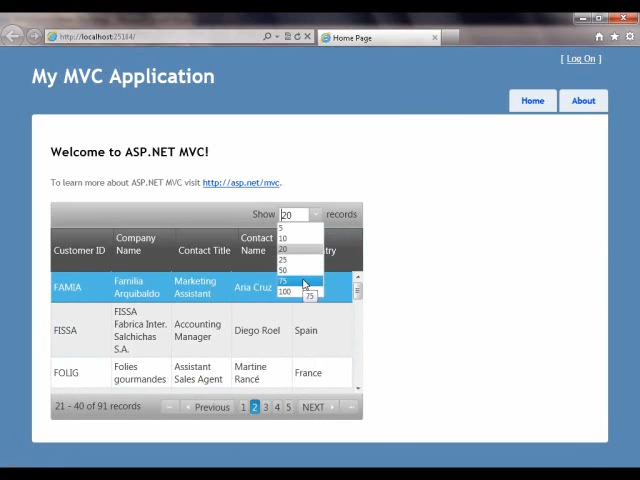 http://localhost:25184/
Home Page
[ Log On ]
My MVC Application
Home
About
Welcome to ASP.NET MVC!
To learn more about ASP.NET MVC visit http://asp.net/mvc.
Show 20 records
5
10
20
25
50
75
100
75
Customer ID
Company Name
Contact Title
Contact Name
try
FAMIA
Familia Arquibaldo
Marketing Assistant
Aria Cruz
FISSA
FISSA Fabrica Inter. Salchichas S.A.
Accounting Manager
Diego Roel
Spain
FOLIG
Folies gourmandes
Assistant Sales Agent
Martine Rancé
France
21 - 40 of 91 records
Previous
1 2 3 4 5
NEXT